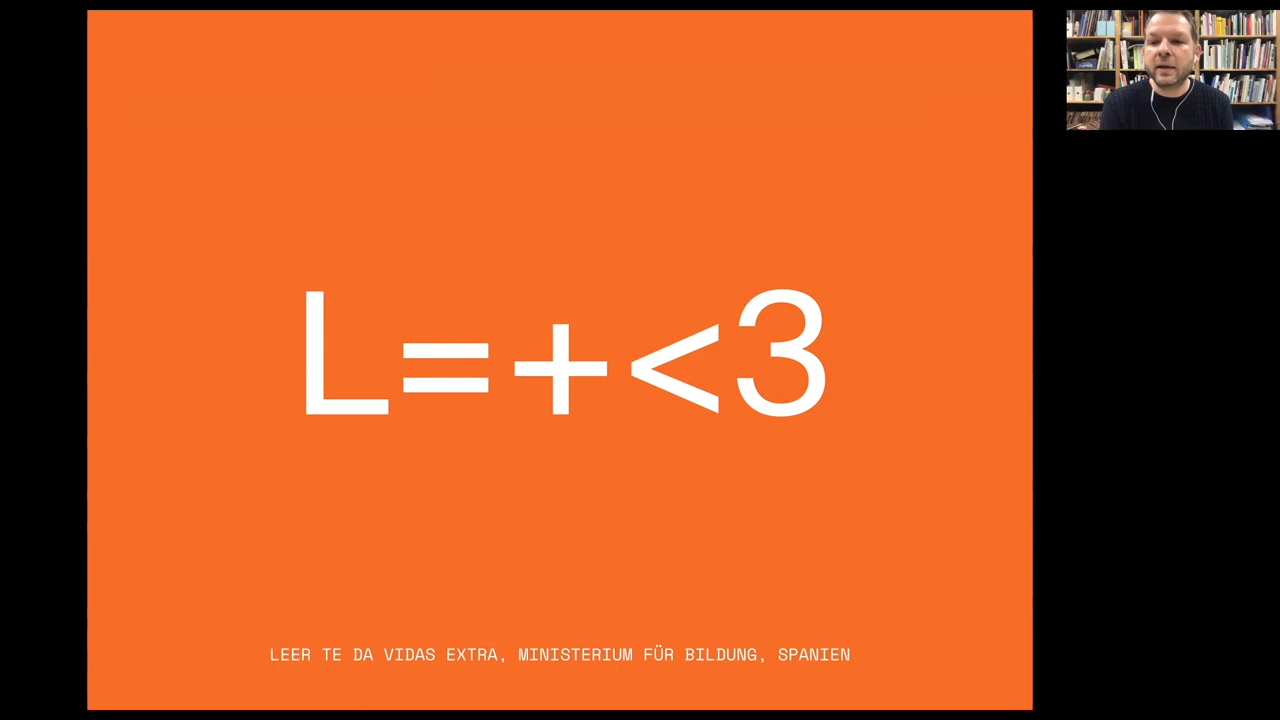 L=+<3
LEER TE DA VIDAS EXTRA, MINISTERIUM FÜR BILDUNG, SPANIEN